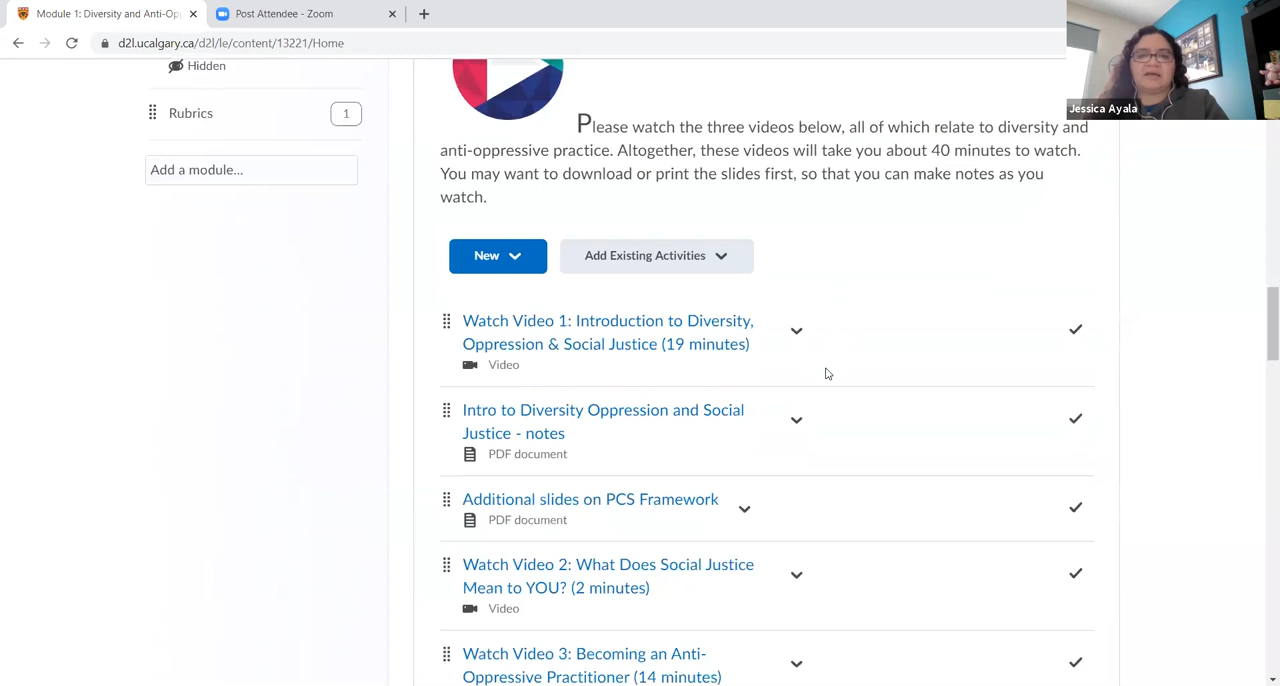 Module 1: Diversity and Anti-Op
Post Attendee - Zoom
d2l.ucalgary.ca/d2l/le/content/13221/Home
Jessica Ayala
Hidden
Rubrics
1
Add a module...
Please watch the three videos below, all of which relate to diversity and
anti-oppressive practice. Altogether, these videos will take you about 40 minutes to watch.
You may want to download or print the slides first, so that you can make notes as you
watch.
New
Add Existing Activities
Watch Video 1: Introduction to Diversity,
Oppression & Social Justice (19 minutes)
Video
Intro to Diversity Oppression and Social
Justice - notes
PDF document
Additional slides on PCS Framework
PDF document
Watch Video 2: What Does Social Justice
Mean to YOU? (2 minutes)
Video
Watch Video 3: Becoming an Anti-
Oppressive Practitioner (14 minutes)